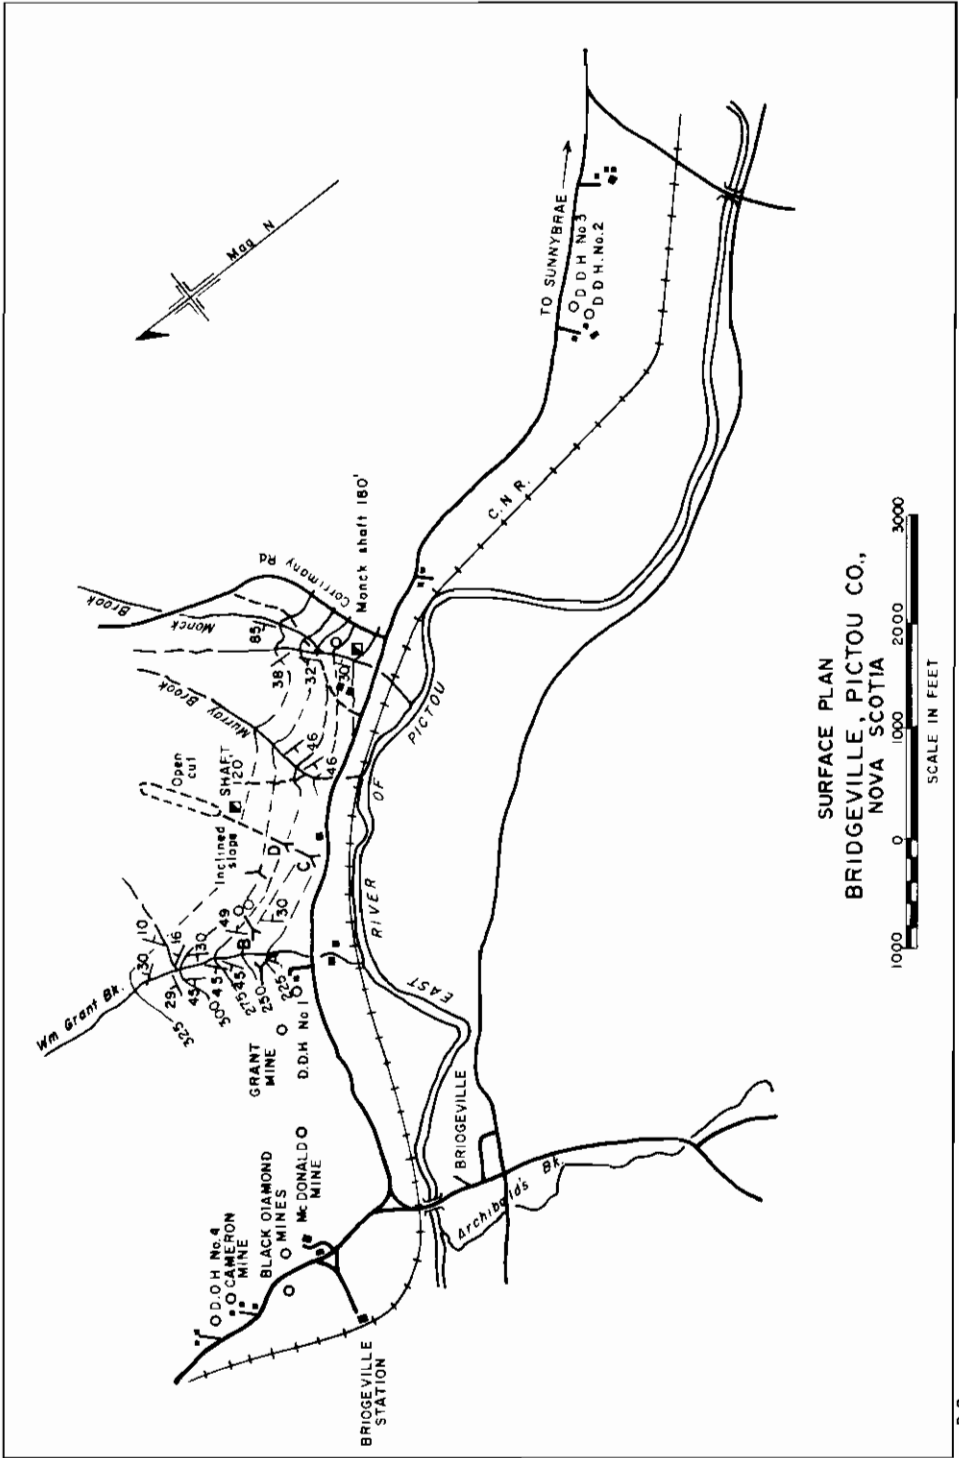 Mag N
TO SUNNYBRAE
D D H No 3
D D H. No. 2
C. N R.
Monck shaft 180'
Corrimany Rd
Monck Brook
85
38
32
30
Murray Brook
46
46
Open cut
SHAFT
120'
Inclined
slope
D
C
B
49
30
10
16
30
130
29
45
45
45
325
300
275
250
225
Wm Grant Bk.
GRANT
MINE
D.D.H No 1
EAST RIVER OF PICTOU
BRIDGEVILLE
Archibald's Bk.
McDONALD
MINE
BLACK DIAMOND
MINES
CAMERON
MINE
D.D H No.4
BRIDGEVILLE
STATION
SURFACE PLAN
BRIDGEVILLE, PICTOU CO.,
NOVA SCOTIA
1000 0 1000 2000 3000
SCALE IN FEET